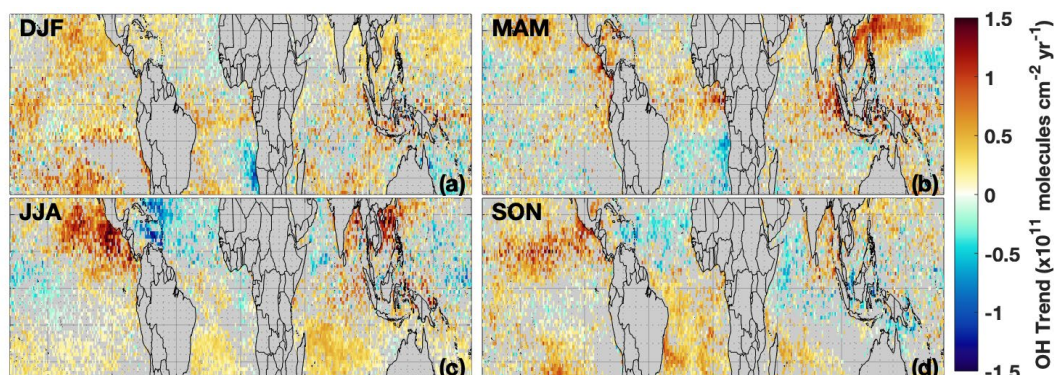 DJF
(a)
MAM
(b)
JJA
(c)
SON
(d)
1.5
1
0.5
0
-0.5
-1
-1.5
OH Trend (x10¹¹ molecules cm⁻² yr⁻¹)